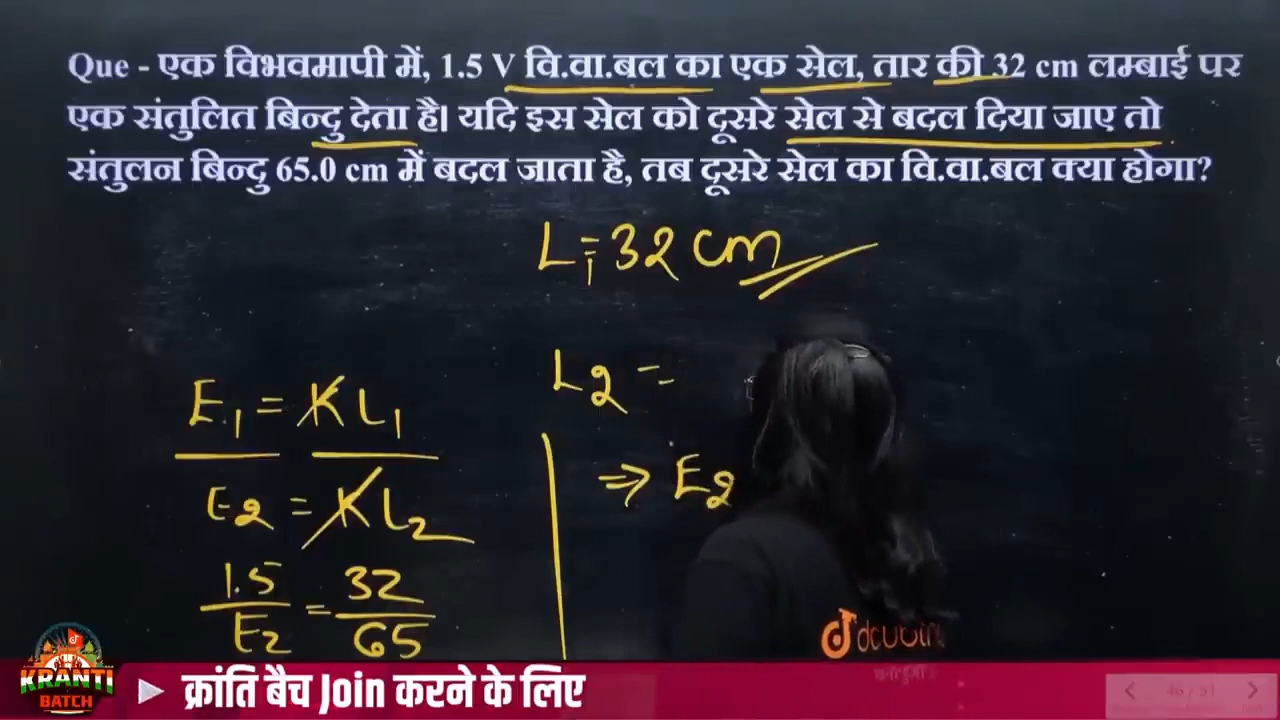 Que - एक विभवमापी में, 1.5 V वि.वा.बल का एक सेल, तार की 32 cm लम्बाई पर
एक संतुलित बिन्दु देता है। यदि इस सेल को दूसरे सेल से बदल दिया जाए तो
संतुलन बिन्दु 65.0 cm में बदल जाता है, तब दूसरे सेल का वि.वा.बल क्या होगा?
L1 = 32 cm
L2 =
E1 = KL1
E2 = KL2
⇒ E2
1.5/E2 = 32/65
KRANTI
BATCH
क्रांति बैच Join करने के लिए
46 / 51